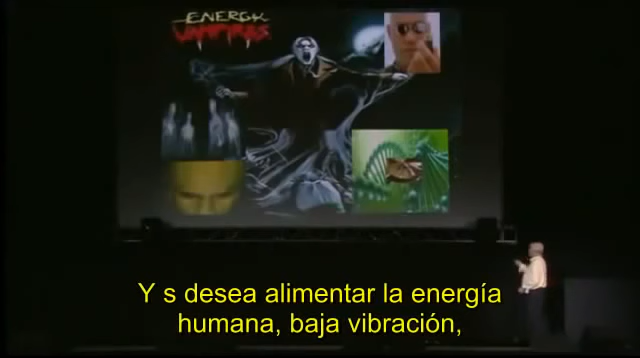 ENERGY
VAMPIRES
Y s desea alimentar la energía
humana, baja vibración,